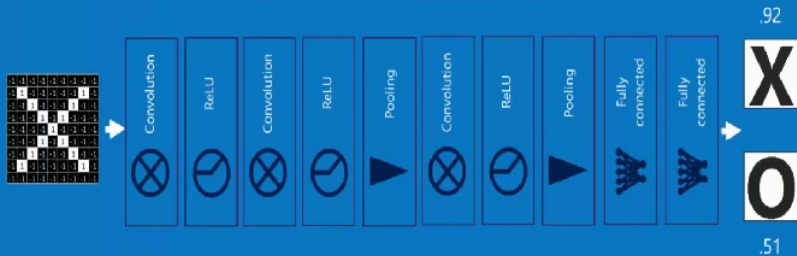 Convolution
ReLU
Convolution
ReLU
Pooling
Convolution
ReLU
Pooling
Fully
connected
Fully
connected
.92
X
O
.51